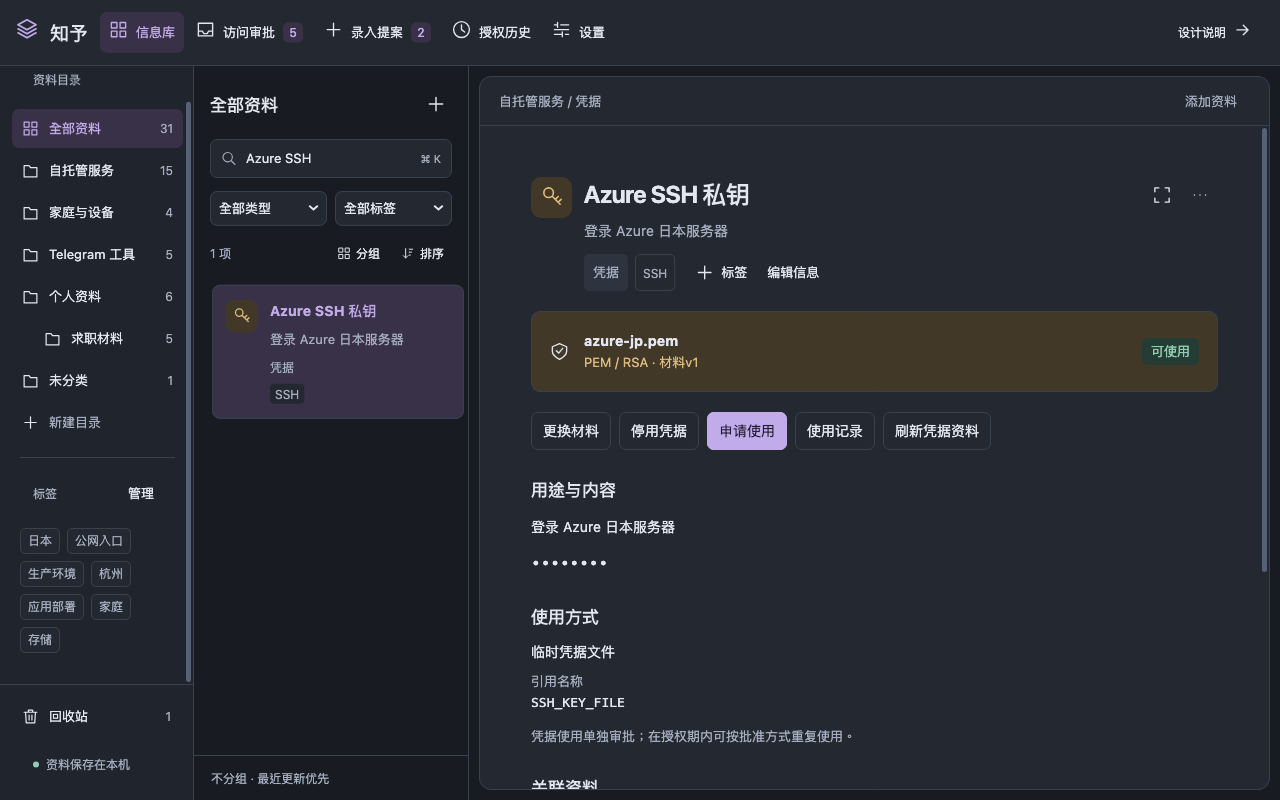 知予
信息库
访问审批 5
录入提案 2
授权历史
设置
设计说明
资料目录
全部资料 31
自托管服务 15
家庭与设备 4
Telegram 工具 5
个人资料 6
求职材料 5
未分类 1
新建目录
标签 管理
日本 公网入口
生产环境 杭州
应用部署 家庭
存储
回收站 1
资料保存在本机
全部资料
Azure SSH ⌘ K
全部类型 全部标签
1 项 分组 排序
Azure SSH 私钥
登录 Azure 日本服务器
凭据
SSH
不分组 · 最近更新优先
自托管服务 / 凭据 添加资料
Azure SSH 私钥
登录 Azure 日本服务器
凭据 SSH 标签 编辑信息
azure-jp.pem
PEM / RSA · 材料v1
可使用
更换材料 停用凭据 申请使用 使用记录 刷新凭据资料
用途与内容
登录 Azure 日本服务器
••••••••
使用方式
临时凭据文件
引用名称
SSH_KEY_FILE
凭据使用单独审批；在授权期内可按批准方式重复使用。
关联资料